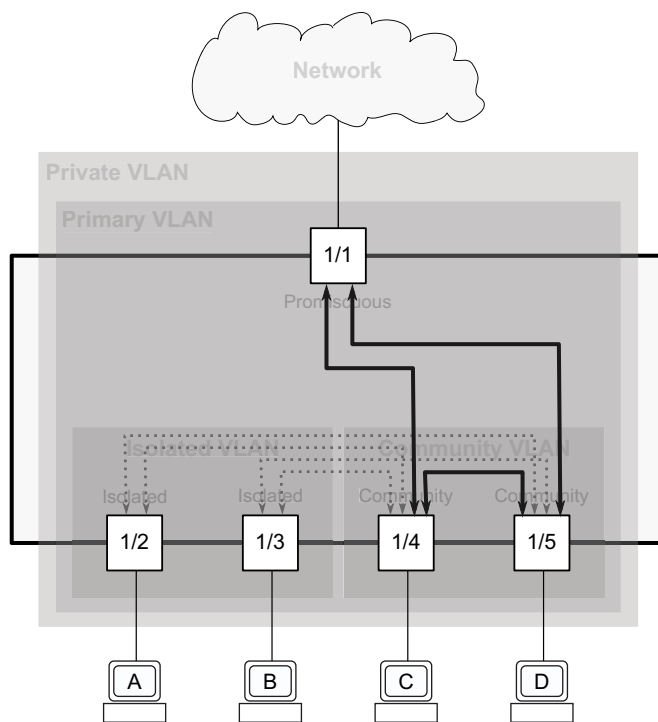 Network
Private VLAN
Primary VLAN
1/1
Promiscuous
Isolated VLAN
Community VLAN
Isolated
Isolated
Community
Community
1/2
1/3
1/4
1/5
A
B
C
D